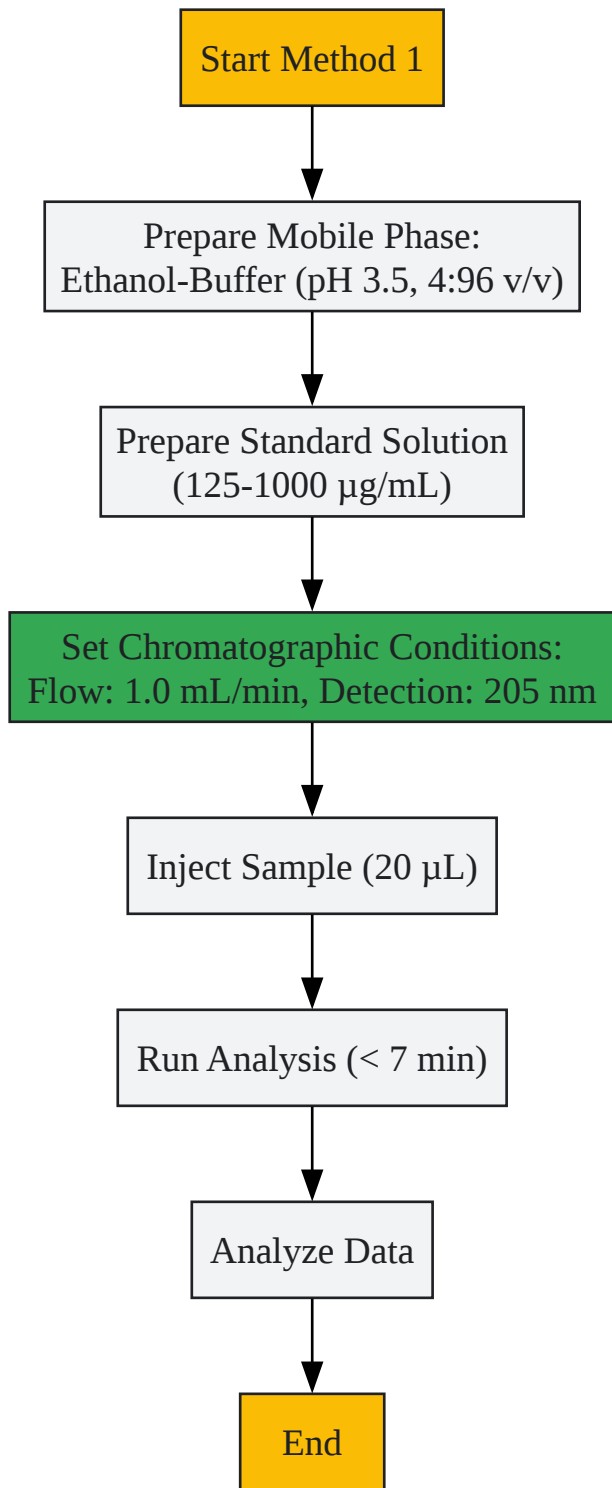 Start Method 1
Prepare Mobile Phase:
Ethanol-Buffer (pH 3.5, 4:96 v/v)
Prepare Standard Solution
(125-1000 µg/mL)
Set Chromatographic Conditions:
Flow: 1.0 mL/min, Detection: 205 nm
Inject Sample (20 µL)
Run Analysis (< 7 min)
Analyze Data
End